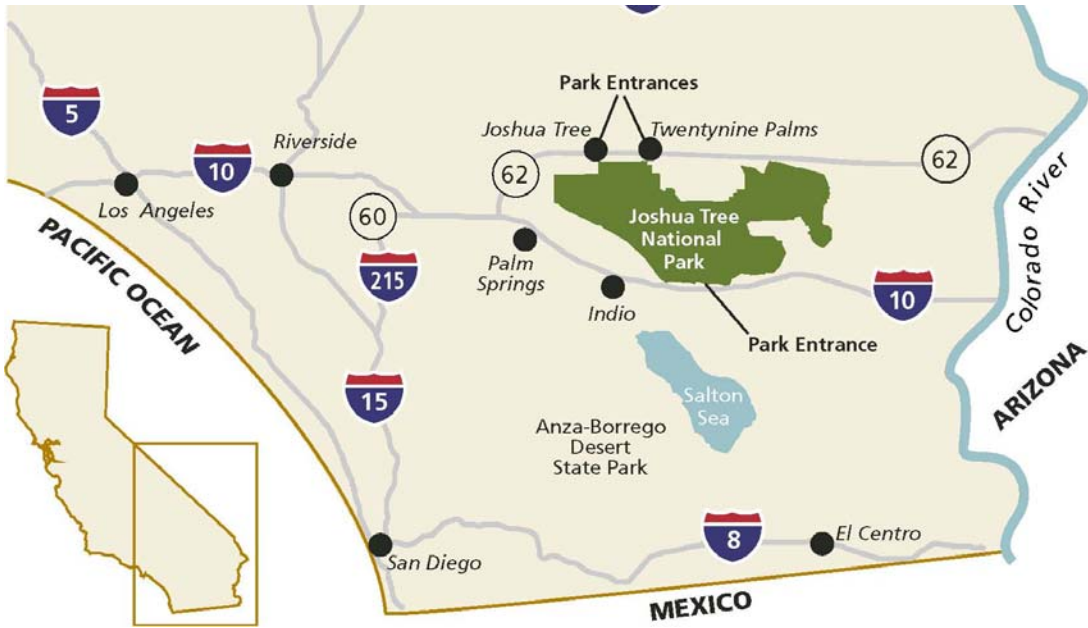 Park Entrances
5
Joshua Tree
Twentynine Palms
Riverside
10
62
62
Los Angeles
60
Joshua Tree
National
Park
PACIFIC OCEAN
Palm
Springs
215
Indio
10
Colorado River
Park Entrance
ARIZONA
15
Salton
Sea
Anza-Borrego
Desert
State Park
8
El Centro
San Diego
MEXICO